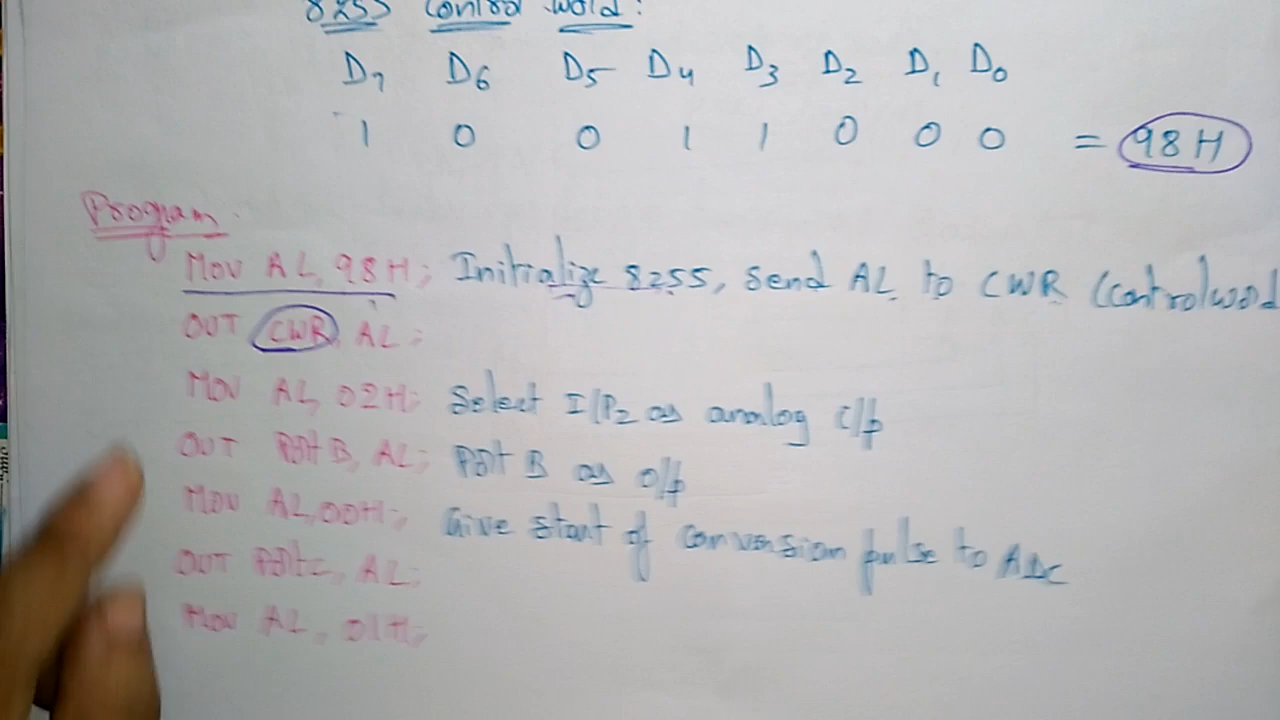 8255 Control word:
D7 D6 D5 D4 D3 D2 D1 D0
1 0 0 1 1 0 0 0 = 98H
Program
MOV AL, 98H; Initialize 8255, send AL to CWR (controlword
OUT CWR, AL;
MOV AL, 02H; Select I/P2 as analog i/p
OUT Port B, AL; Port B as o/p
MOV AL, 00H; Give start of conversion pulse to ADC
OUT Port C, AL;
MOV AL, 01H;